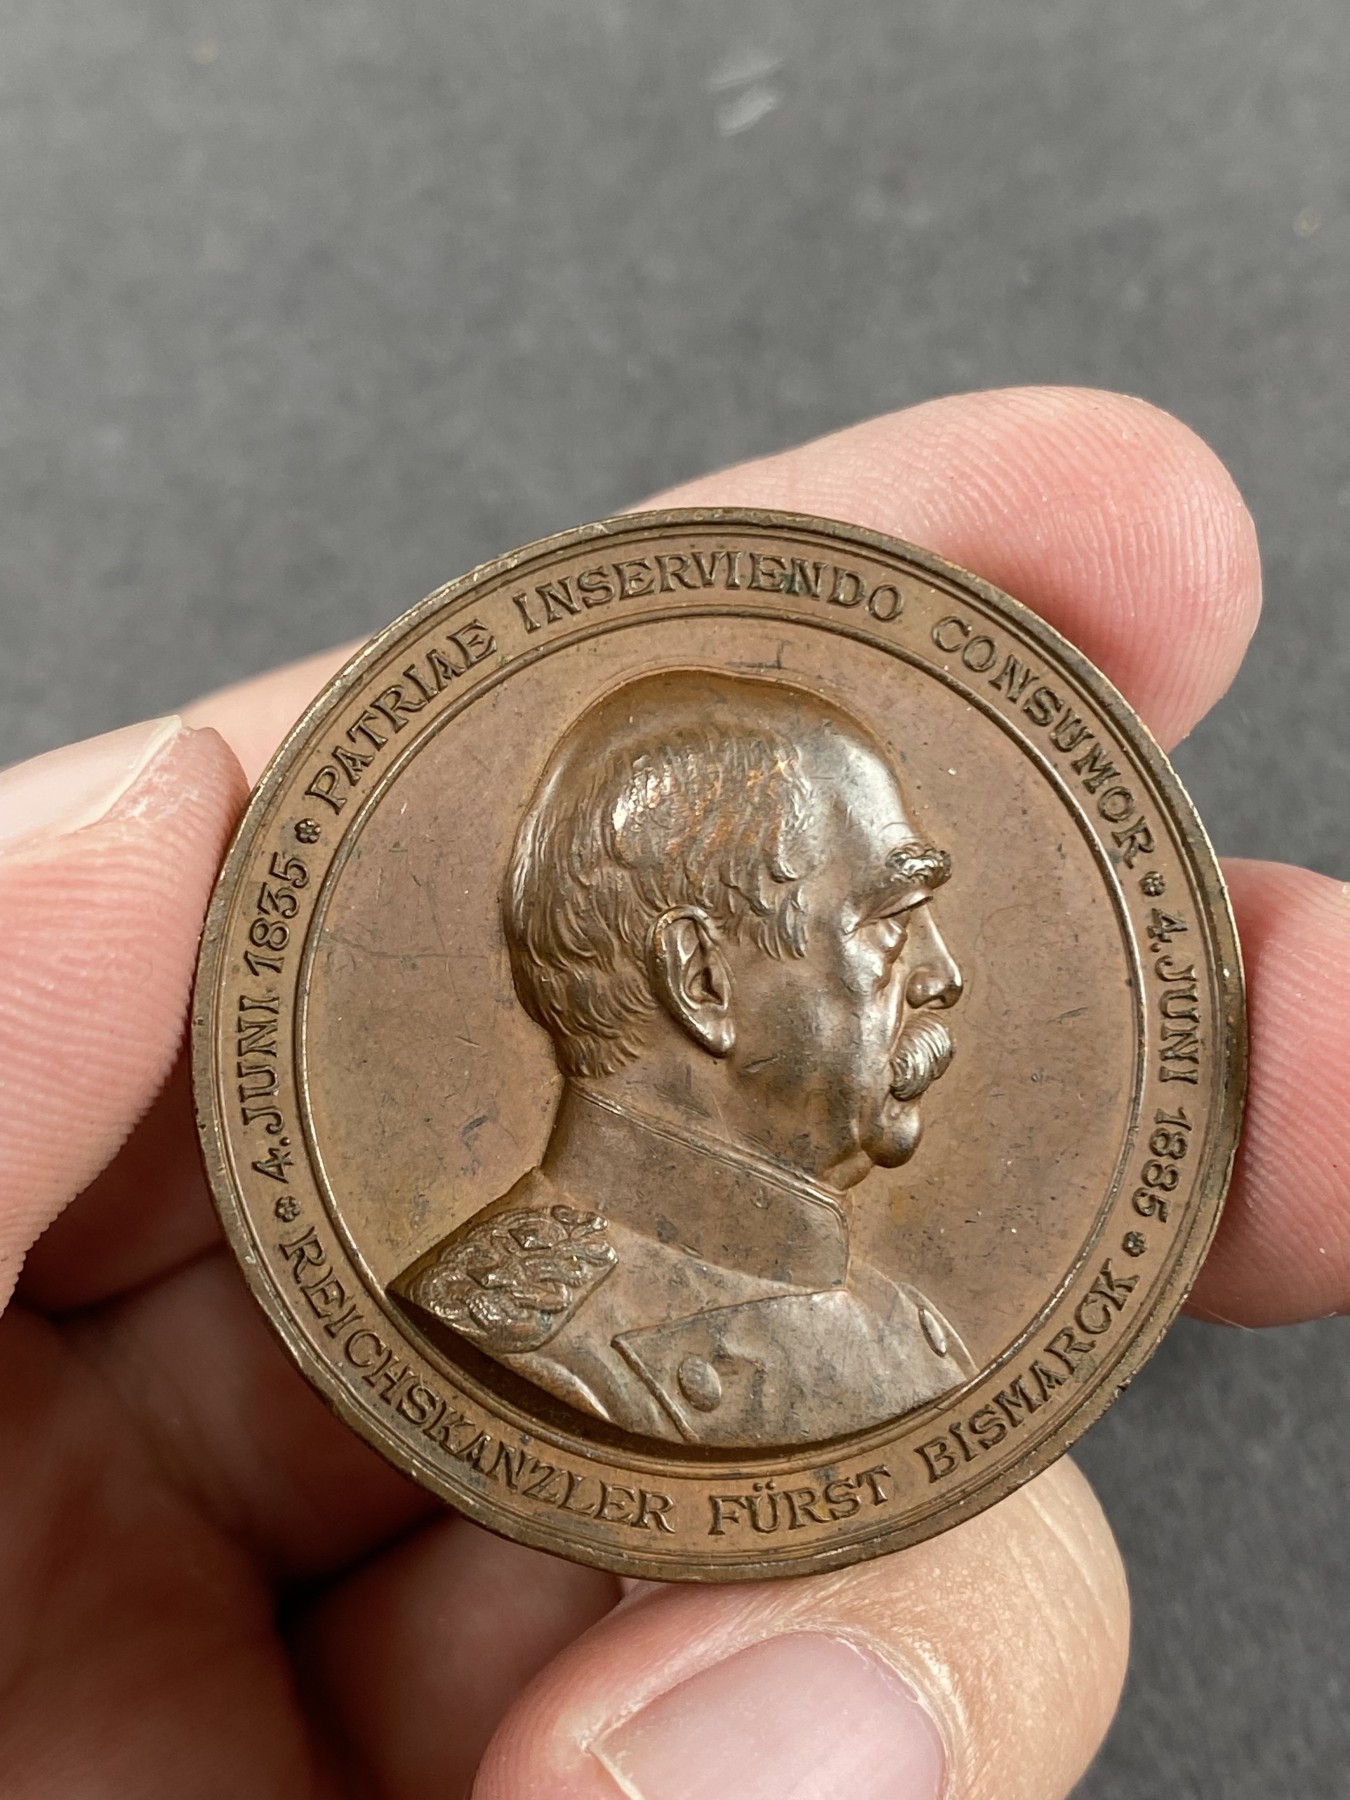 PATRIAE INSERVIENDO CONSUMOR
4. JUNI 1885
REICHSKANZLER FÜRST BISMARCK
4. JUNI 1835